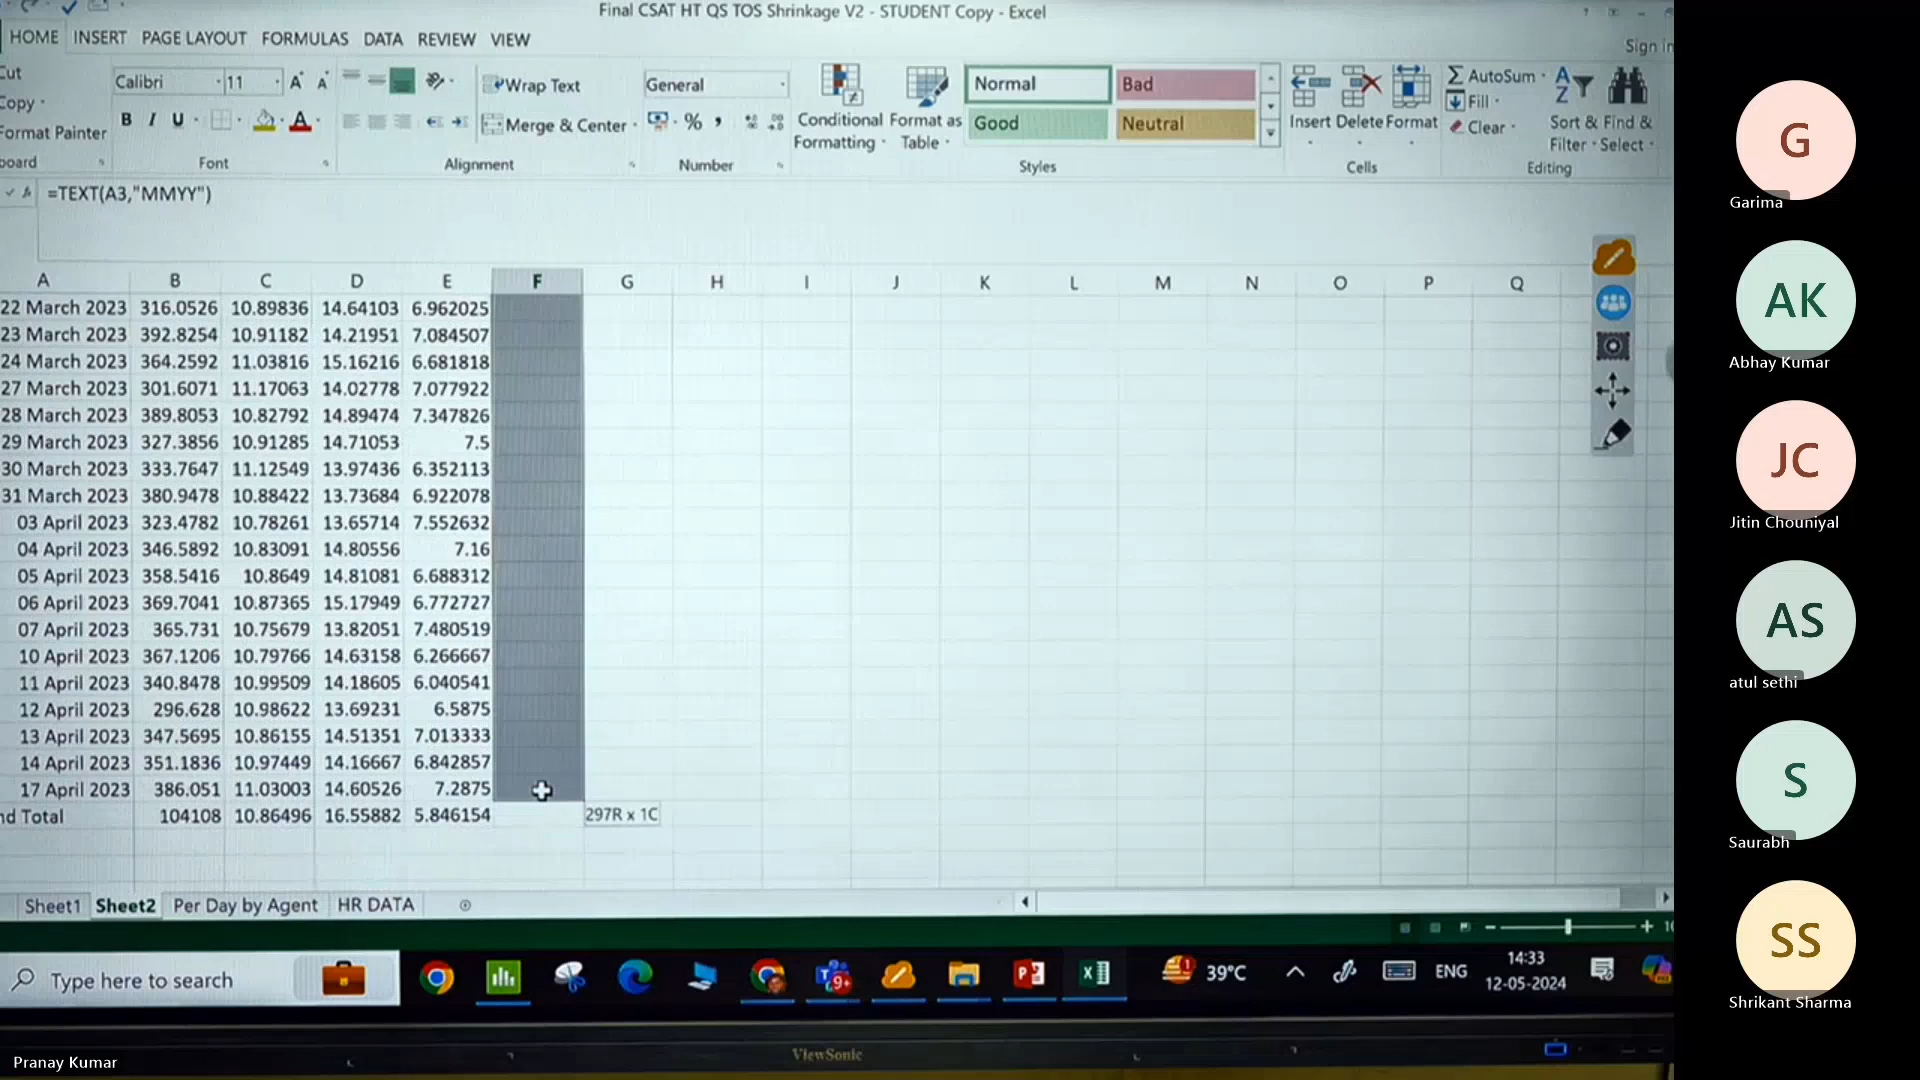 Final CSAT HT QS TOS Shrinkage V2 - STUDENT Copy - Excel
HOME INSERT PAGE LAYOUT FORMULAS DATA REVIEW VIEW
Sign in
Cut
Copy
Format Painter
Calibri 11
Wrap Text
General
Conditional Formatting
Format as Table
Normal Bad
Good Neutral
Insert Delete Format
AutoSum
Fill
Clear
Sort & Filter
Find & Select
B I U
Merge & Center
% ,
board Font Alignment Number Styles Cells Editing
=TEXT(A3,"MMYY")
A B C D E F G H I J K L M N O P Q
22 March 2023 316.0526 10.89836 14.64103 6.962025
23 March 2023 392.8254 10.91182 14.21951 7.084507
24 March 2023 364.2592 11.03816 15.16216 6.681818
27 March 2023 301.6071 11.17063 14.02778 7.077922
28 March 2023 389.8053 10.82792 14.89474 7.347826
29 March 2023 327.3856 10.91285 14.71053 7.5
30 March 2023 333.7647 11.12549 13.97436 6.352113
31 March 2023 380.9478 10.88422 13.73684 6.922078
03 April 2023 323.4782 10.78261 13.65714 7.552632
04 April 2023 346.5892 10.83091 14.80556 7.16
05 April 2023 358.5416 10.8649 14.81081 6.688312
06 April 2023 369.7041 10.87365 15.17949 6.772727
07 April 2023 365.731 10.75679 13.82051 7.480519
10 April 2023 367.1206 10.79766 14.63158 6.266667
11 April 2023 340.8478 10.99509 14.18605 6.040541
12 April 2023 296.628 10.98622 13.69231 6.5875
13 April 2023 347.5695 10.86155 14.51351 7.013333
14 April 2023 351.1836 10.97449 14.16667 6.842857
17 April 2023 386.051 11.03003 14.60526 7.2875
nd Total 104108 10.86496 16.55882 5.846154
297R x 1C
Sheet1 Sheet2 Per Day by Agent HR DATA
Type here to search
39°C
ENG
14:33
12-05-2024
ViewSonic
Pranay Kumar
G
Garima
AK
Abhay Kumar
JC
Jitin Chouniyal
AS
atul sethi
S
Saurabh
SS
Shrikant Sharma